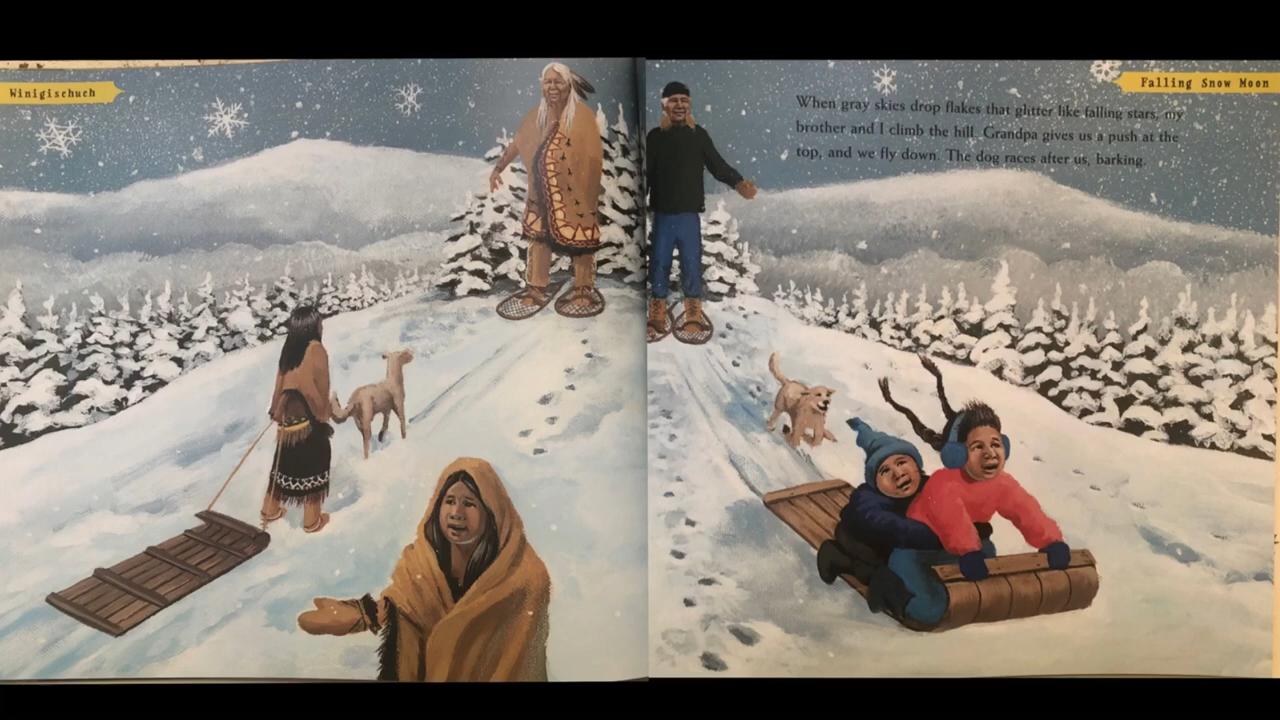 Winigischuch
Falling Snow Moon
When gray skies drop flakes that glitter like falling stars, my
brother and I climb the hill. Grandpa gives us a push at the
top, and we fly down. The dog races after us, barking.